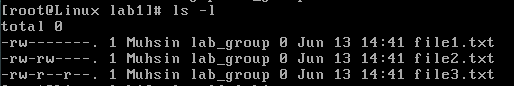 [root@Linux lab1]# ls -l
total 0
-rw-------. 1 Muhsin lab_group 0 Jun 13 14:41 file1.txt
-rw-rw----. 1 Muhsin lab_group 0 Jun 13 14:41 file2.txt
-rw-r--r--. 1 Muhsin lab_group 0 Jun 13 14:41 file3.txt